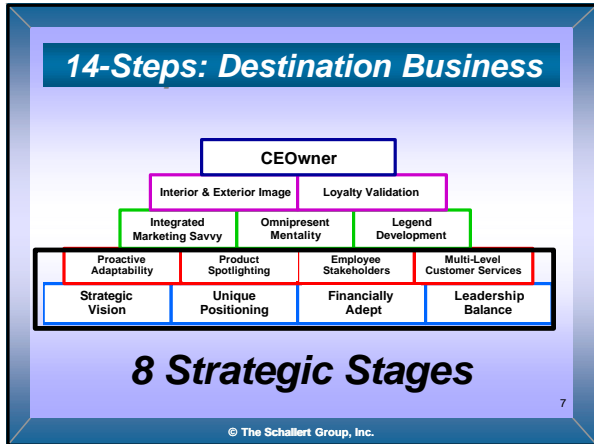 14-Steps: Destination Business
CEOwner
Interior & Exterior Image
Loyalty Validation
Integrated
Marketing Savvy
Omnipresent
Mentality
Legend
Development
Proactive
Adaptability
Product
Spotlighting
Employee
Stakeholders
Multi-Level
Customer Services
Strategic
Vision
Unique
Positioning
Financially
Adept
Leadership
Balance
8 Strategic Stages
7
© The Schallert Group, Inc.